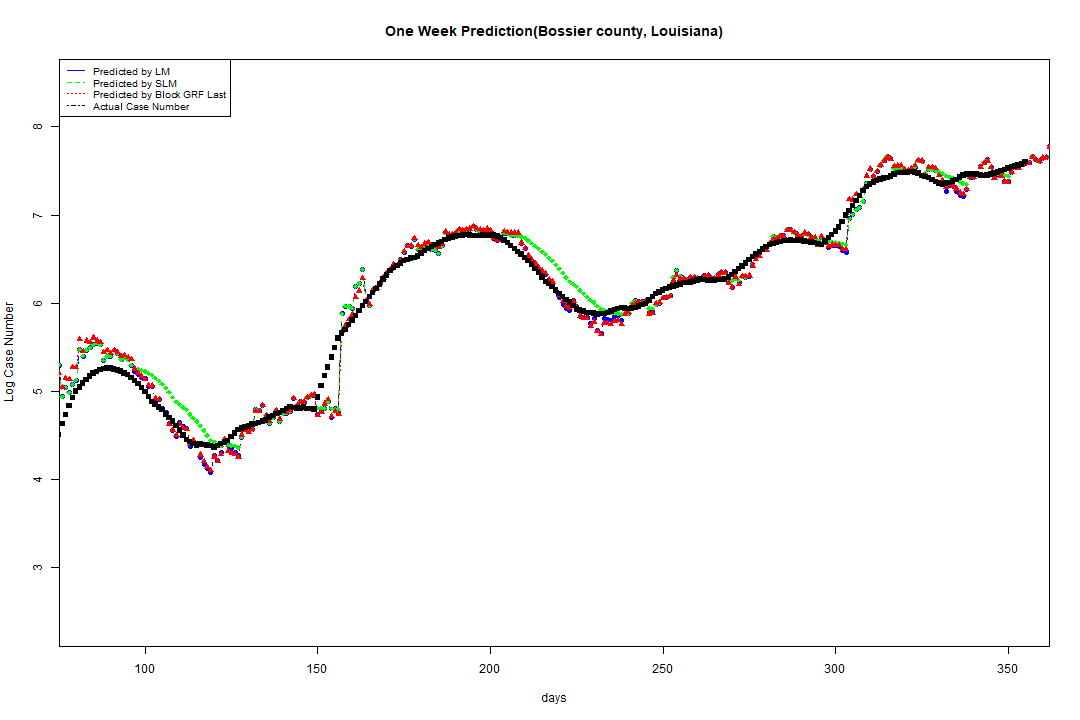 One Week Prediction(Bossier county, Louisiana)
Predicted by LM
Predicted by SLM
Predicted by Block GRF Last
Actual Case Number
8
7
6
5
4
3
Log Case Number
100 150 200 250 300 350
days